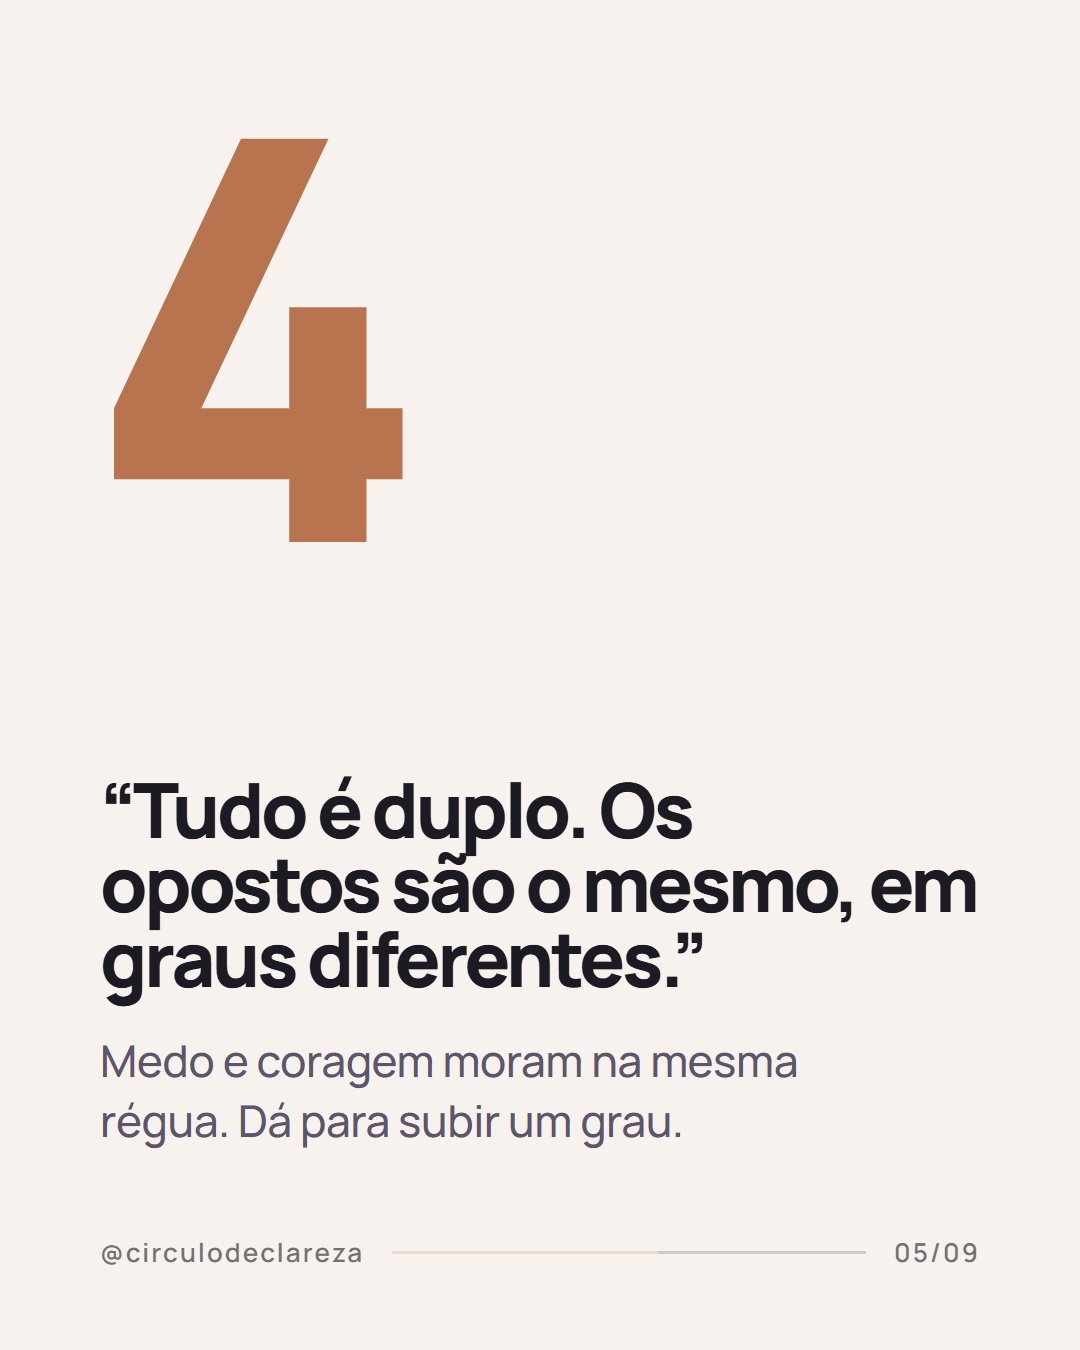 4
“Tudo é duplo. Os
opostos são o mesmo, em
graus diferentes.”
Medo e coragem moram na mesma
régua. Dá para subir um grau.
@circulodeclareza
05/09